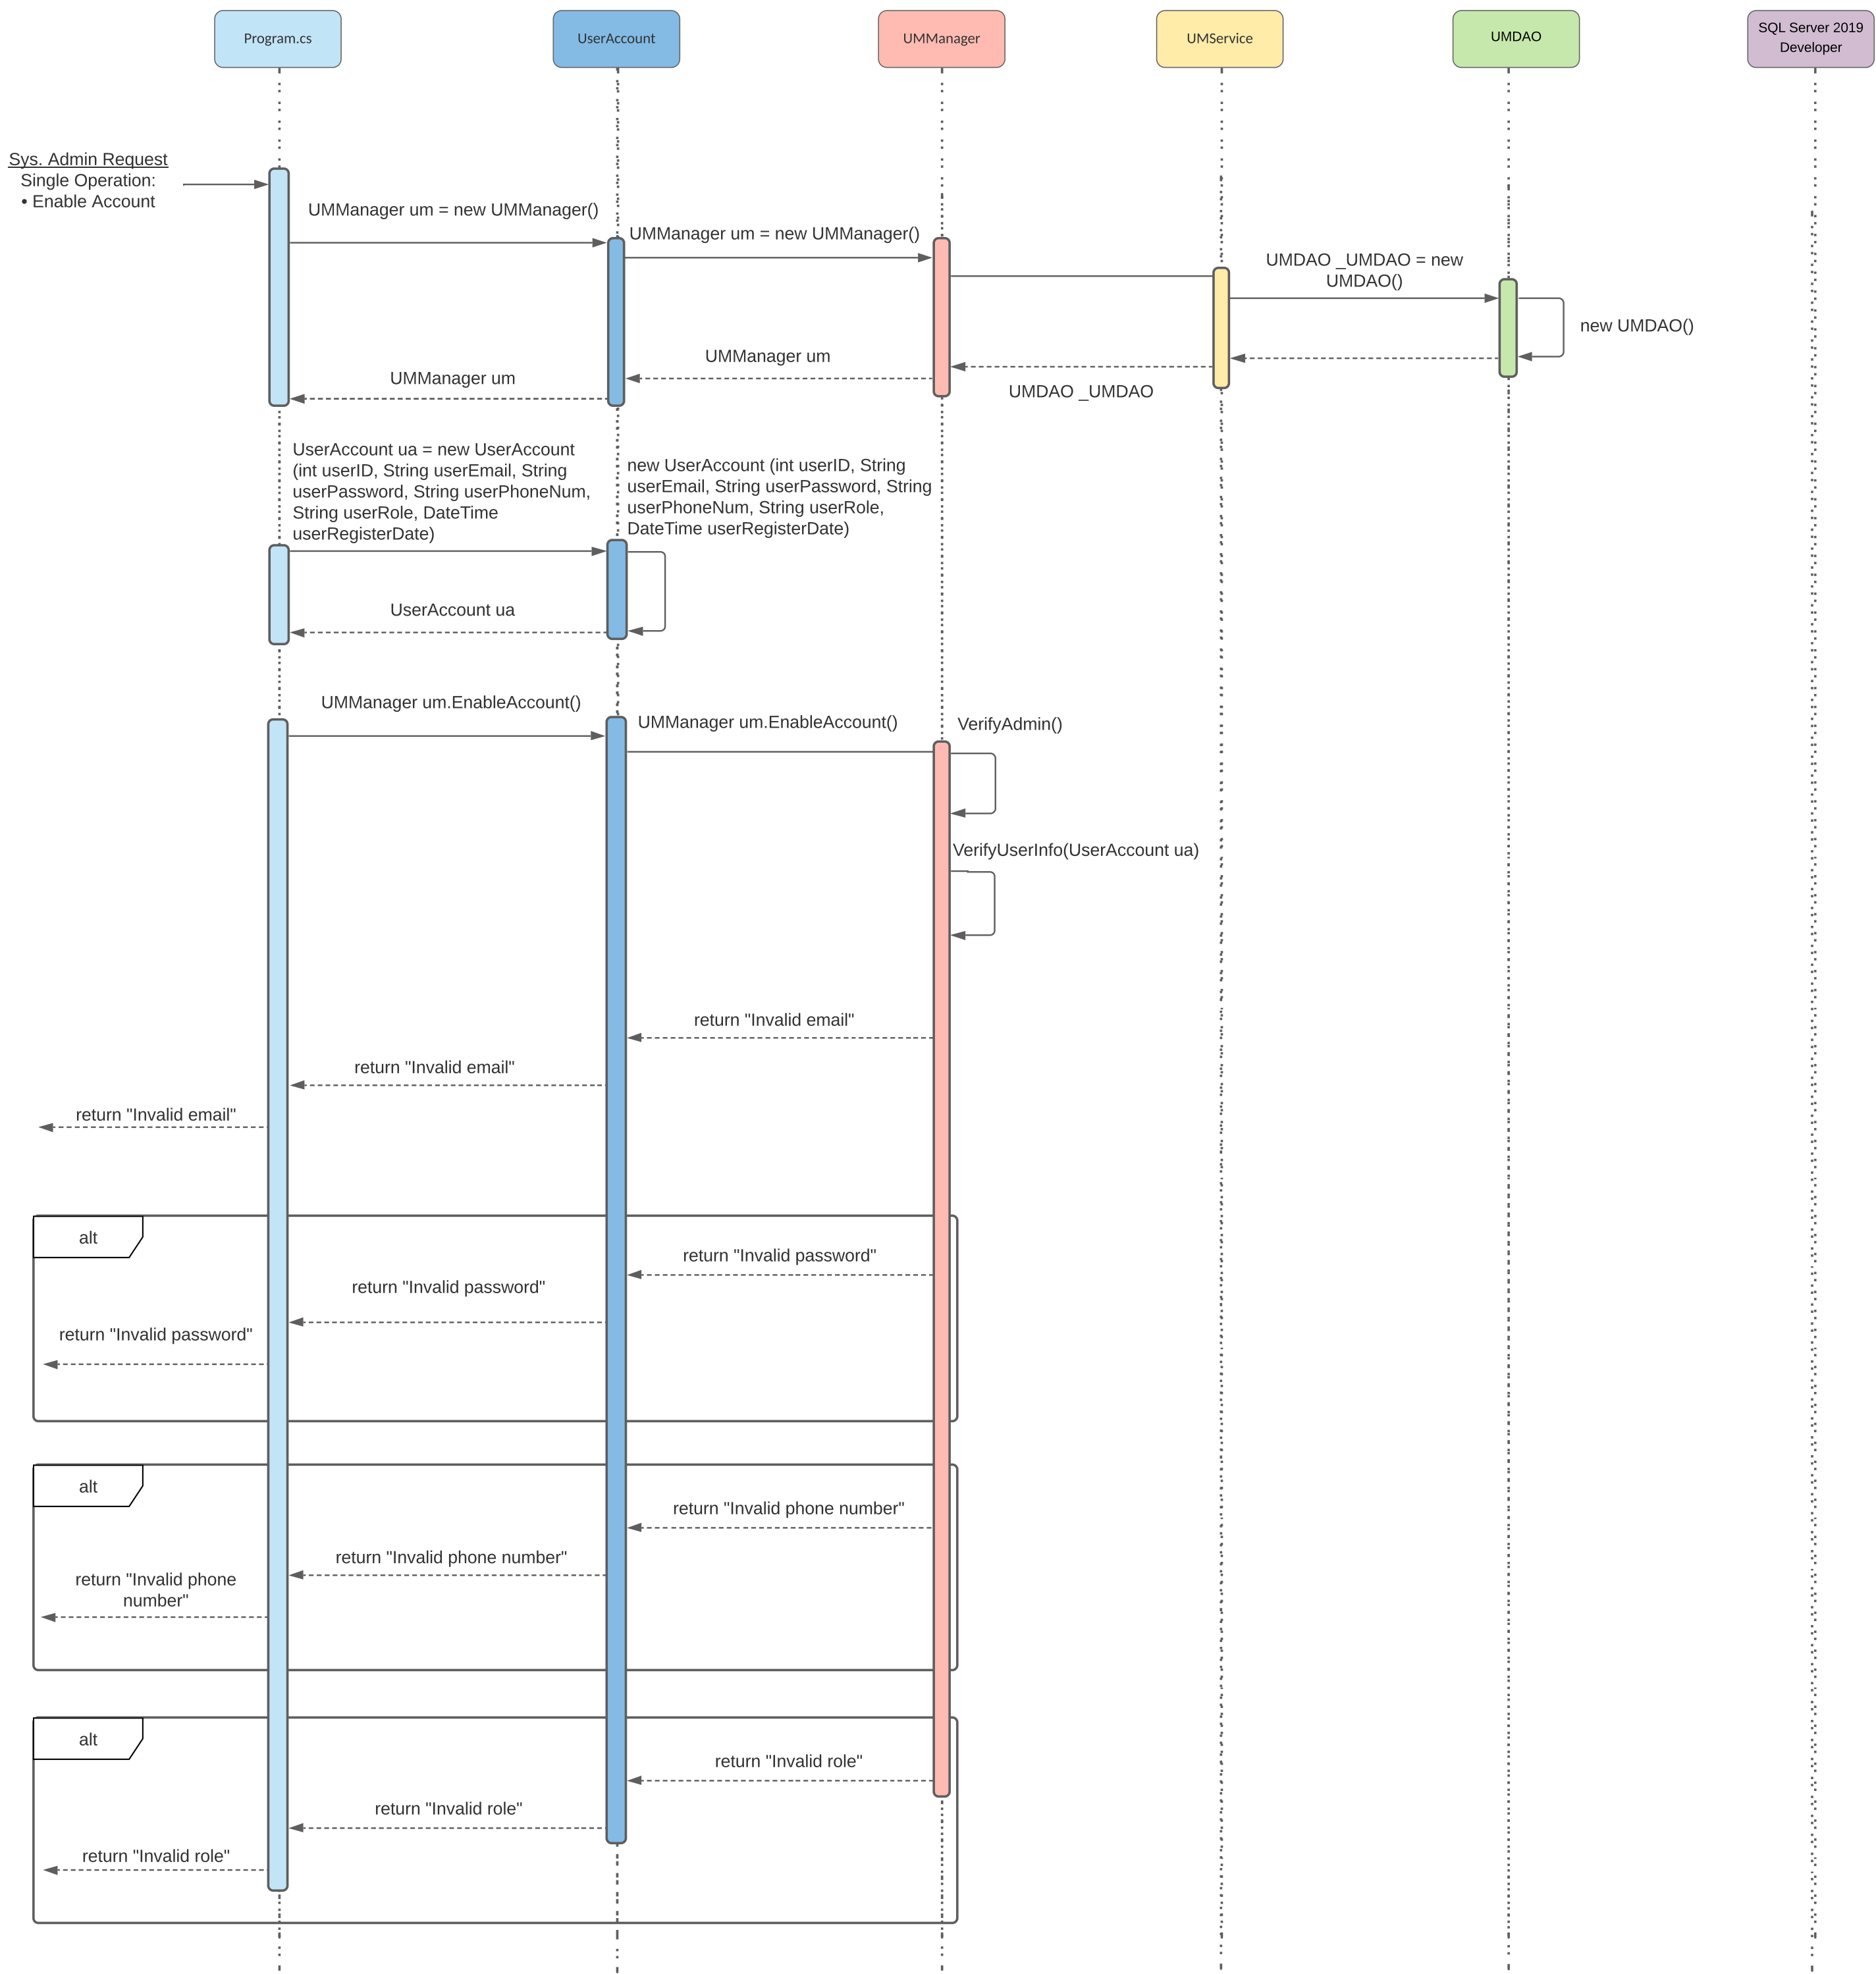 Program.cs
UserAccount
UMManager
UMService
UMDAO
SQL Server 2019
Developer
Sys. Admin Request
Single Operation:
• Enable Account
UMManager um = new UMManager()
UMManager um = new UMManager()
UMDAO _UMDAO = new
UMDAO()
new UMDAO()
UMManager um
UMManager um
UMDAO _UMDAO
UserAccount ua = new UserAccount
(int userID, String userEmail, String
userPassword, String userPhoneNum,
String userRole, DateTime
userRegisterDate)
new UserAccount (int userID, String
userEmail, String userPassword, String
userPhoneNum, String userRole,
DateTime userRegisterDate)
UserAccount ua
UMManager um.EnableAccount()
UMManager um.EnableAccount()
VerifyAdmin()
VerifyUserInfo(UserAccount ua)
return "Invalid email"
return "Invalid email"
return "Invalid email"
alt
return "Invalid password"
return "Invalid password"
return "Invalid password"
alt
return "Invalid phone number"
return "Invalid phone number"
return "Invalid phone
number"
alt
return "Invalid role"
return "Invalid role"
return "Invalid role"